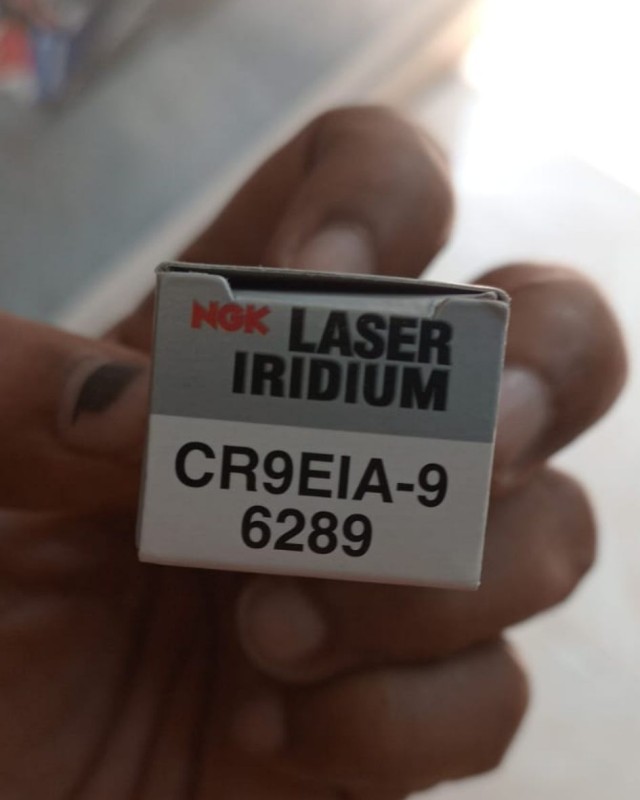 NGK LASER
IRIDIUM
CR9EIA-9
6289